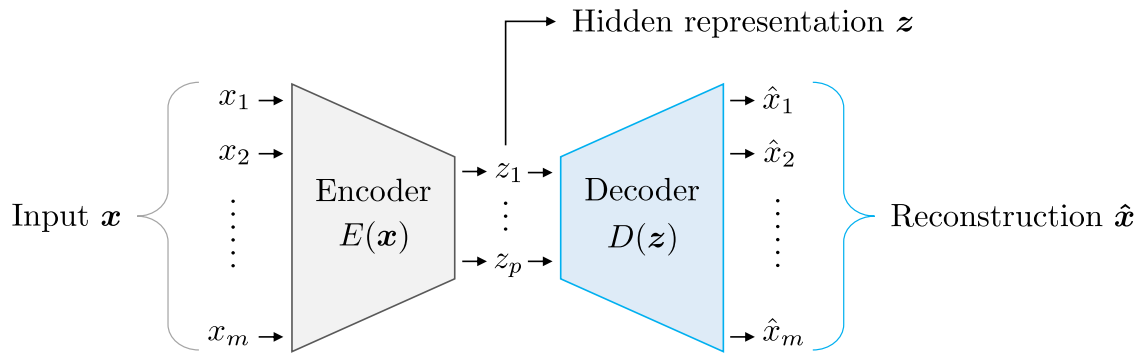 Hidden representation z
x₁
x₂
⋮
xₘ
Input x
Encoder
E(x)
z₁
⋮
zₚ
Decoder
D(z)
x̂₁
x̂₂
⋮
x̂ₘ
Reconstruction x̂